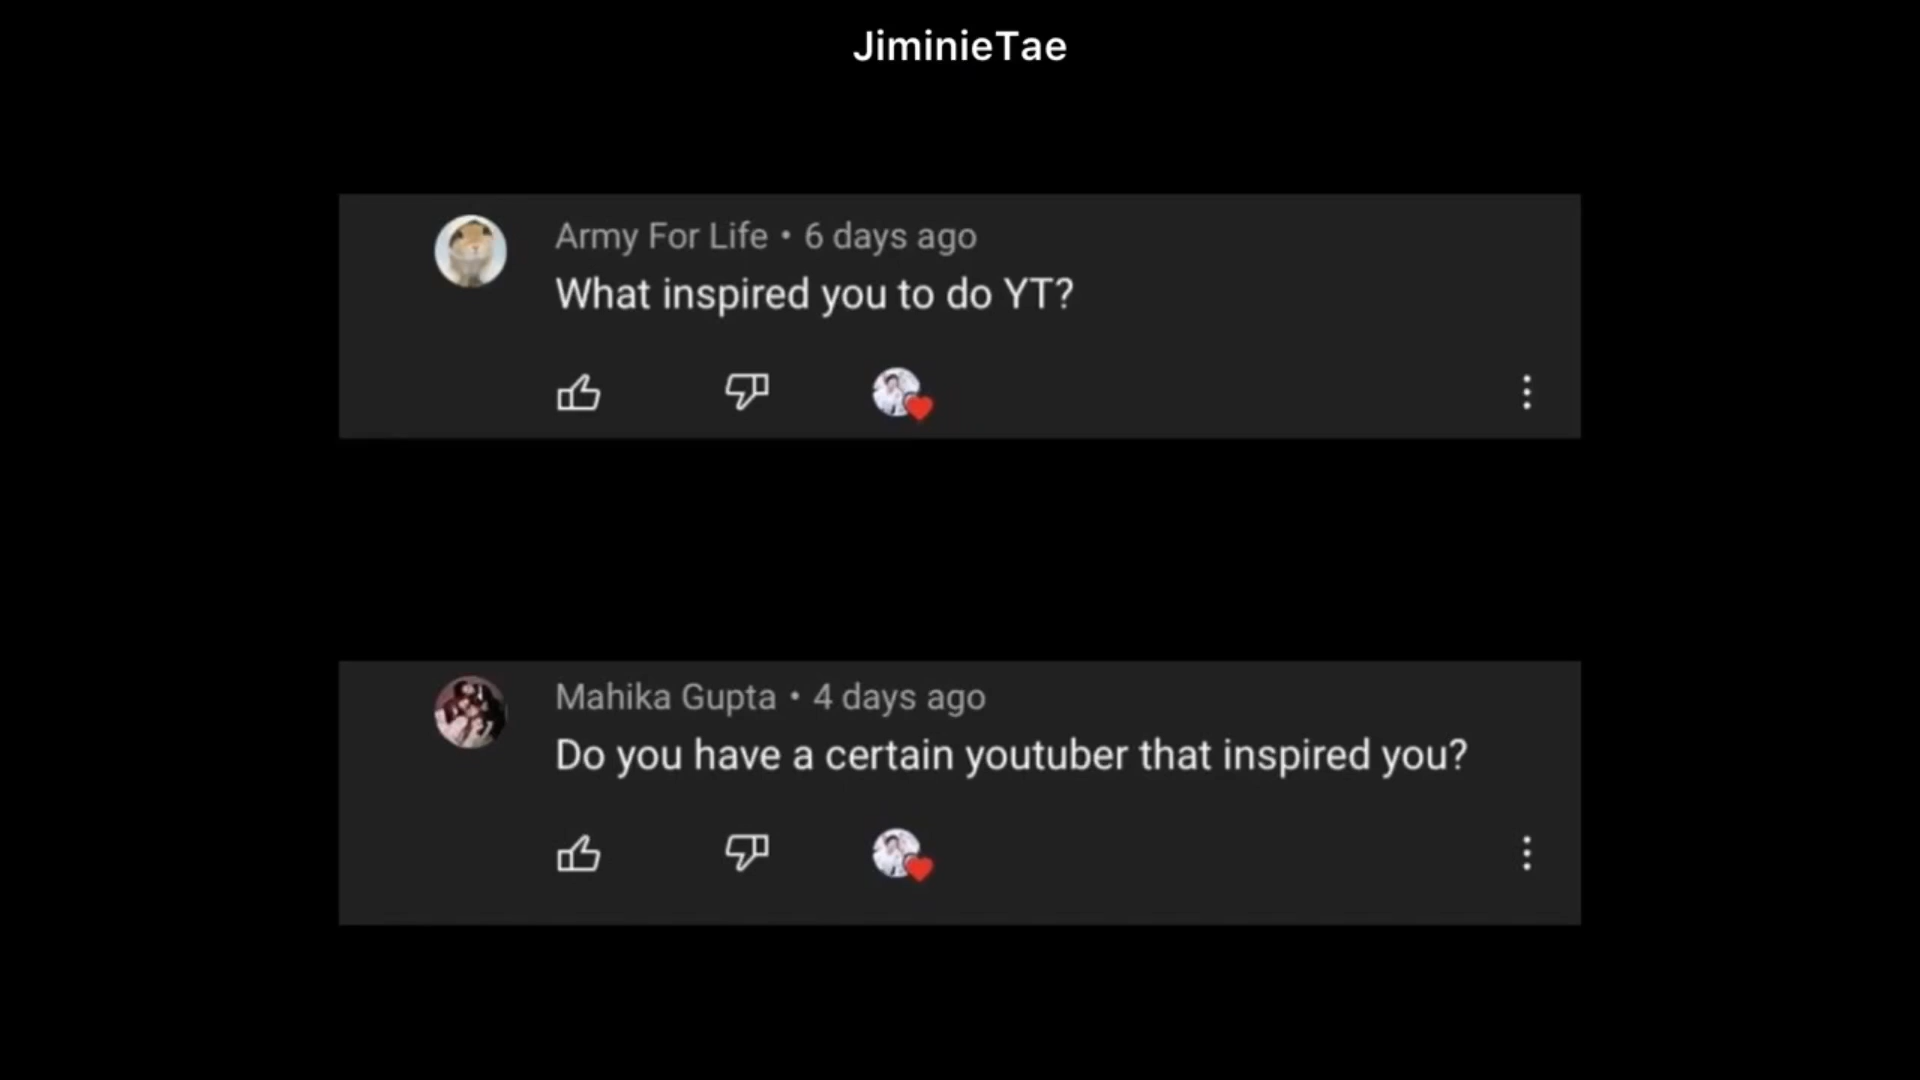 JiminieTae
Army For Life • 6 days ago
What inspired you to do YT?
Mahika Gupta • 4 days ago
Do you have a certain youtuber that inspired you?